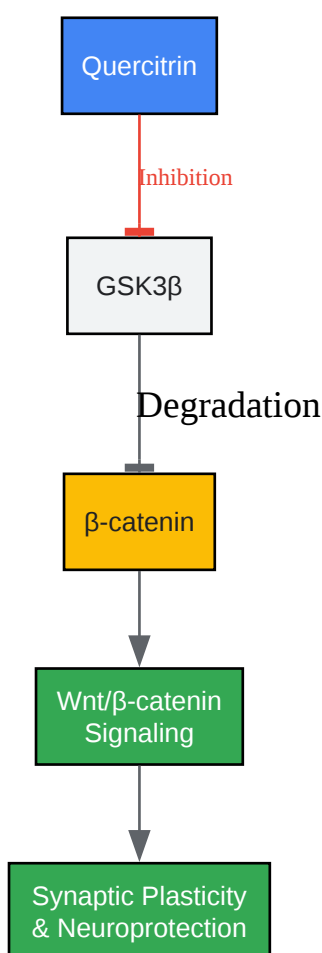 Quercitrin
Inhibition
GSK3β
Degradation
β-catenin
Wnt/β-catenin
Signaling
Synaptic Plasticity
& Neuroprotection